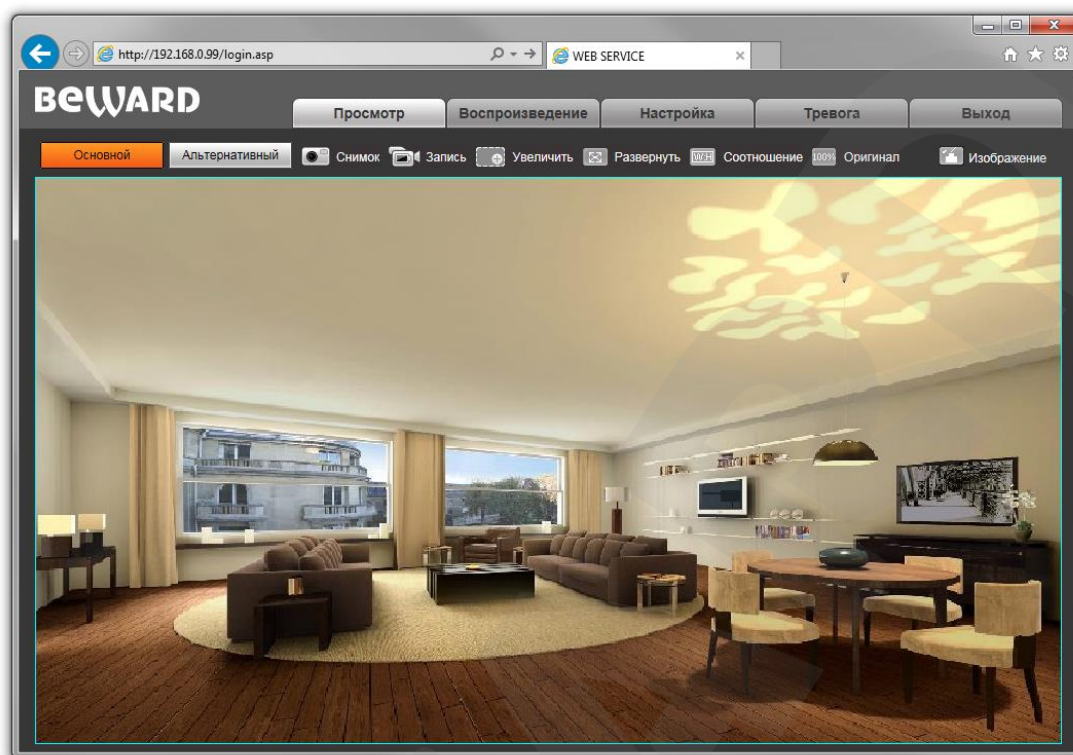 http://192.168.0.99/login.asp
WEB SERVICE
BEWARD
Просмотр
Воспроизведение
Настройка
Тревога
Выход
Основной
Альтернативный
Снимок
Запись
Увеличить
Развернуть
W:H
Соотношение
100%
Оригинал
Изображение